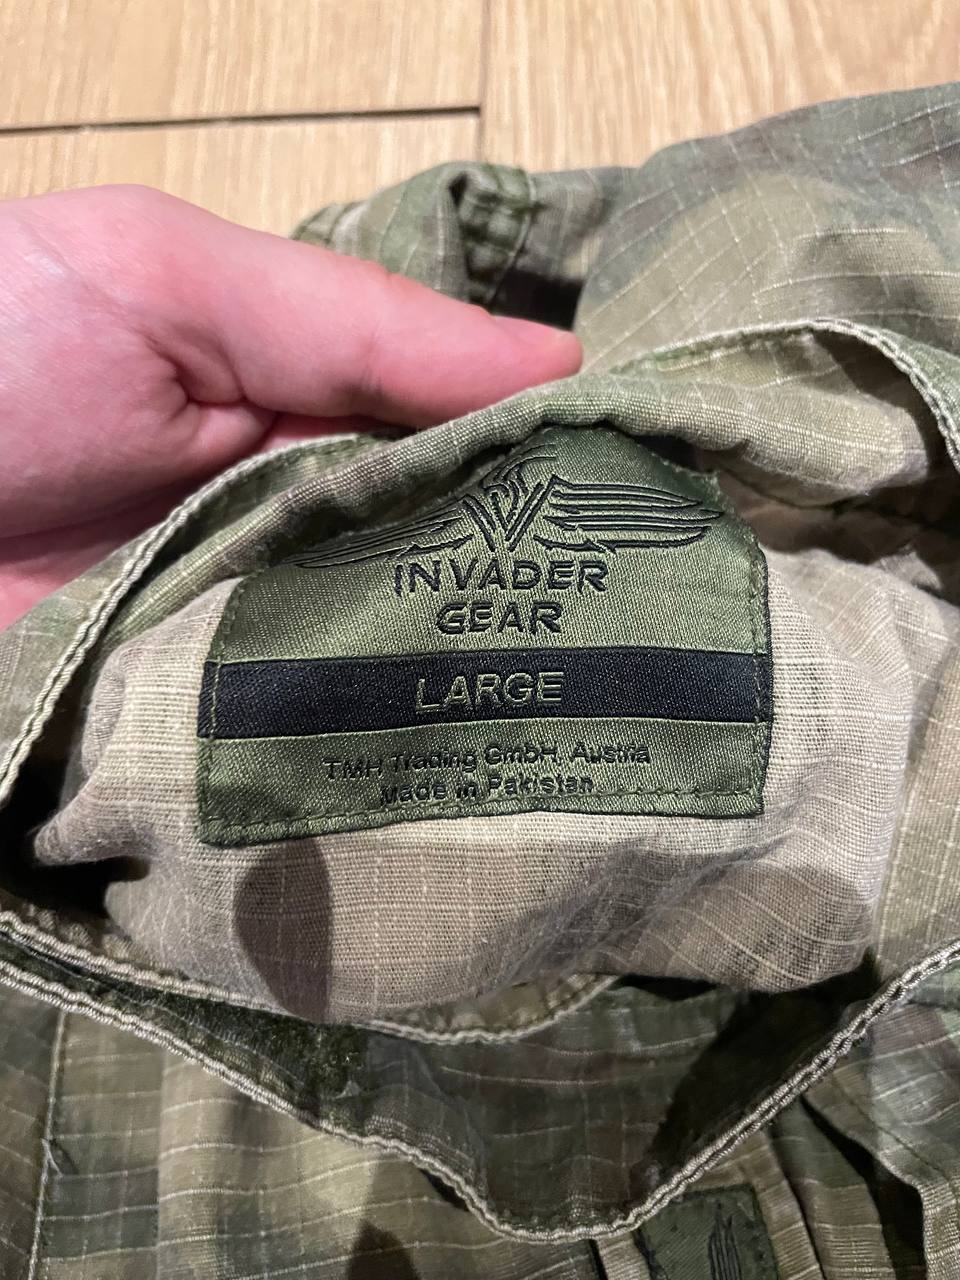 INVADER
GEAR
LARGE
TMH Trading GmbH, Austria
Made in Pakistan